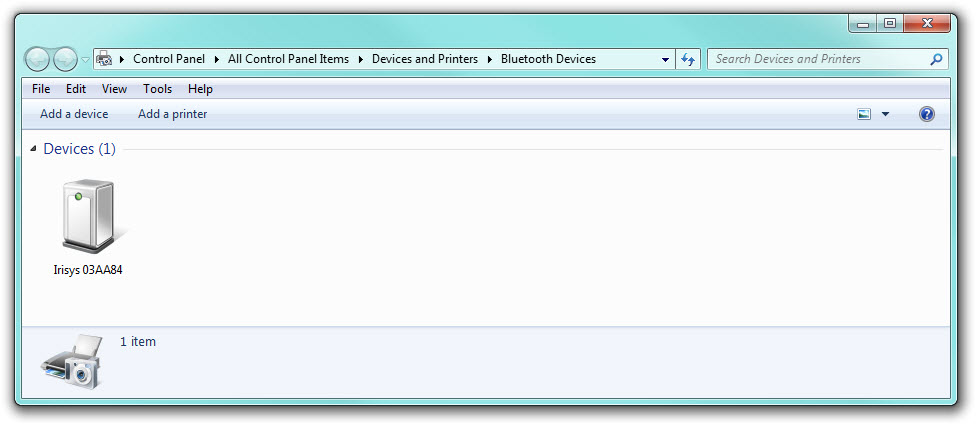 Control Panel All Control Panel Items Devices and Printers Bluetooth Devices Search Devices and Printers
File Edit View Tools Help
Add a device Add a printer
Devices (1)
Irisys 03AA84
1 item